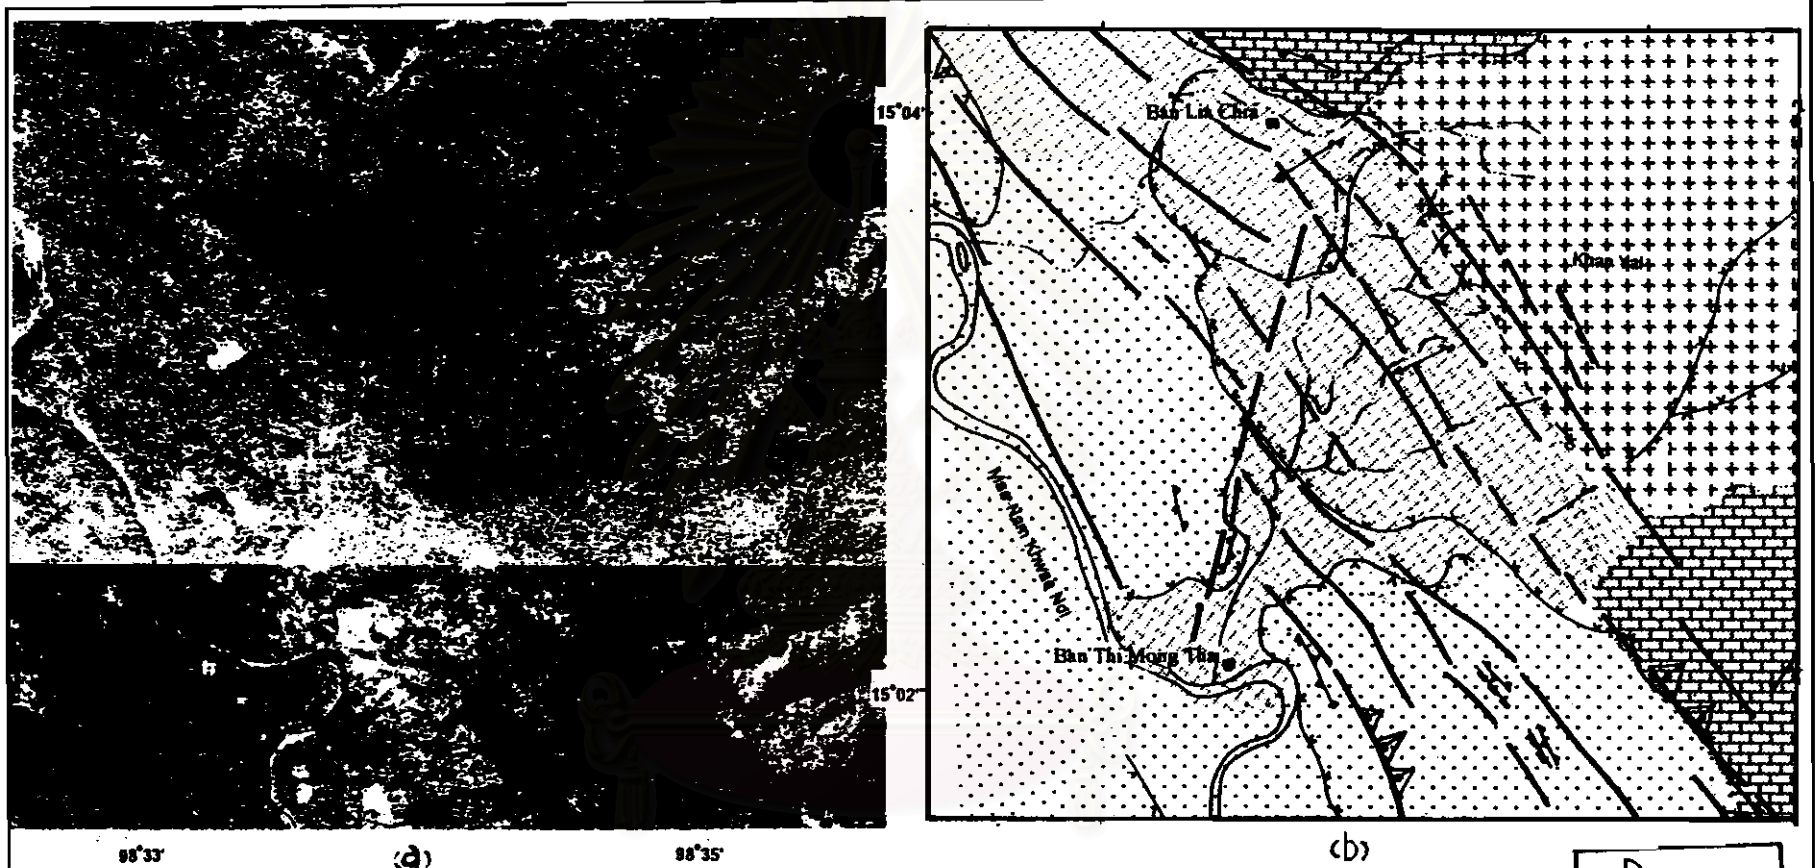 15°04'
Ban Lin Chia
Khao Yai
Mae Nam Khwae Noi
Ban Thi Mong Tha
15°02'
98°33'
(a)
98°35'
(b)